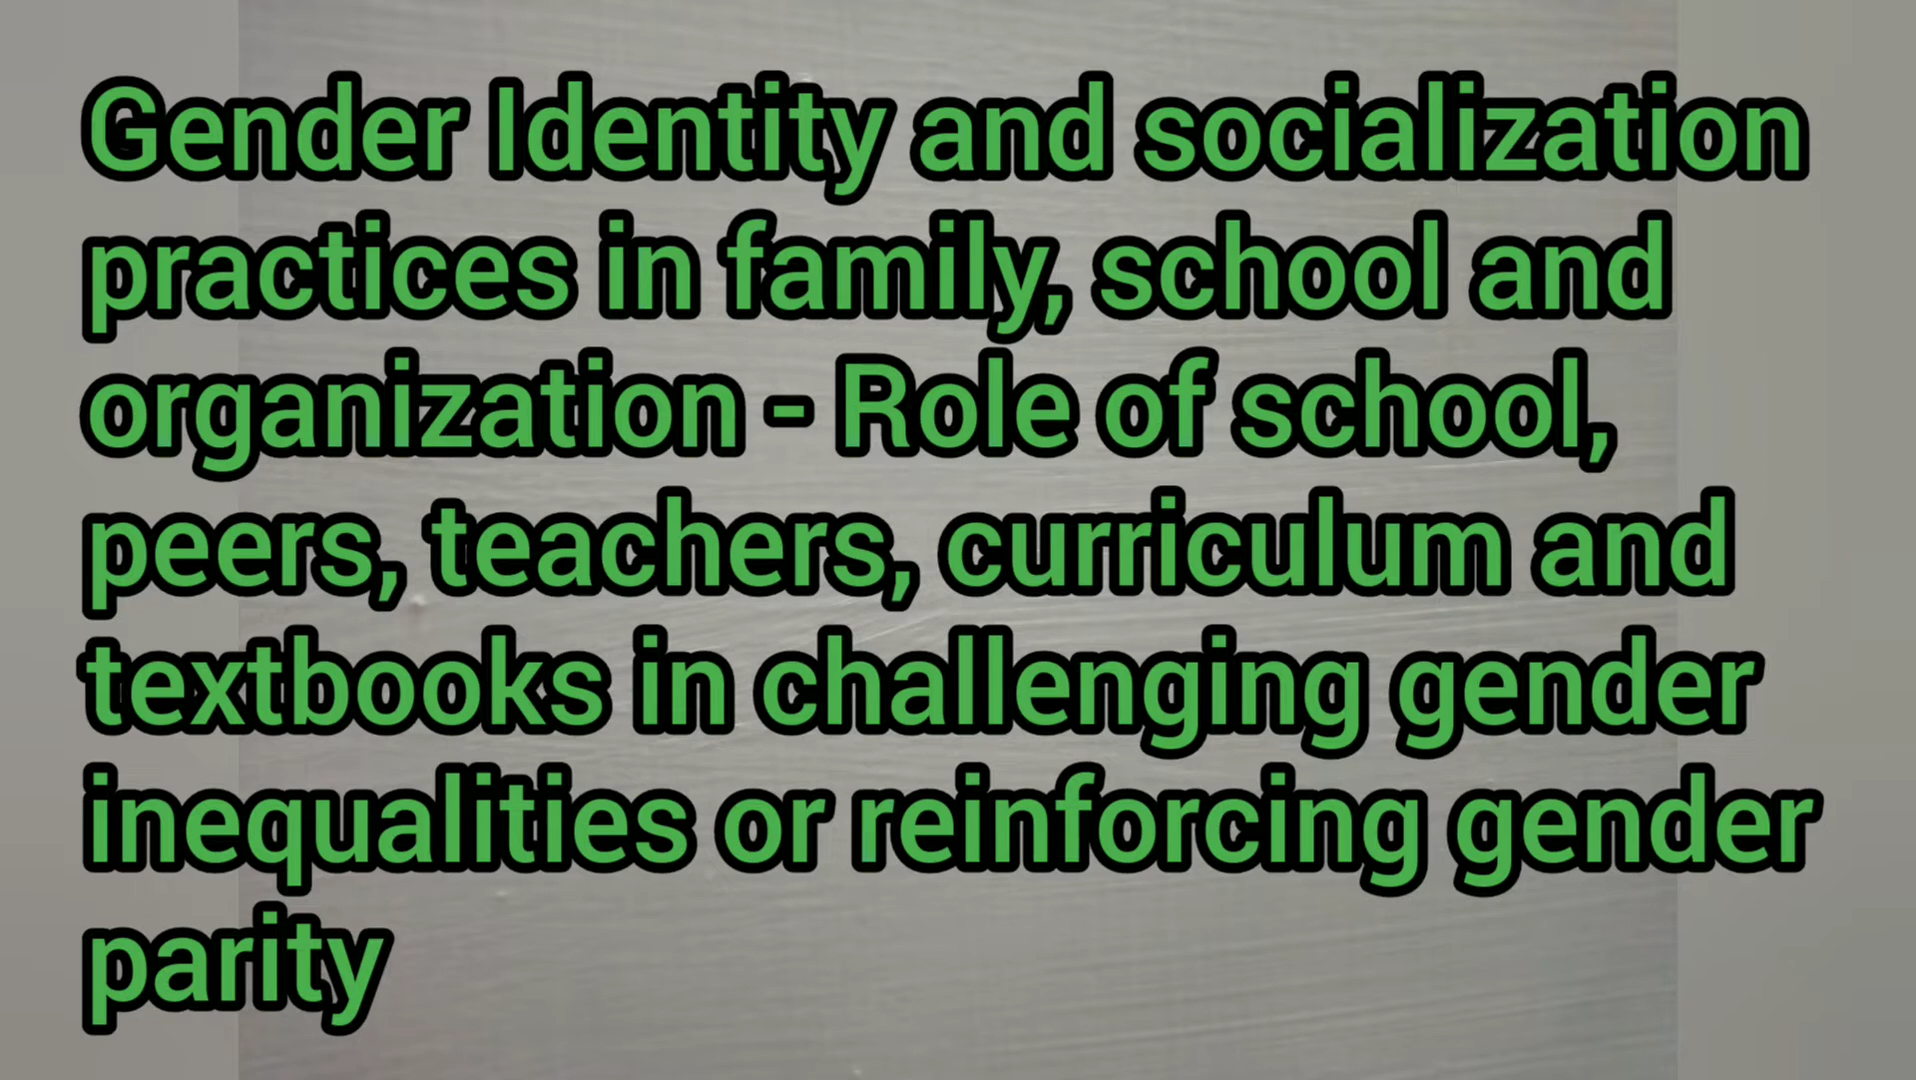 Gender Identity and socialization
practices in family, school and
organization - Role of school,
peers, teachers, curriculum and
textbooks in challenging gender
inequalities or reinforcing gender
parity